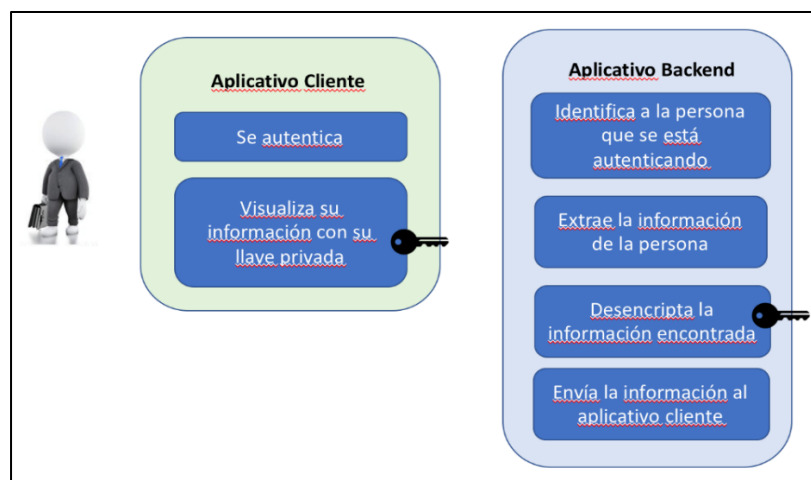 Aplicativo Cliente
Se autentica
Visualiza su
información con su
llave privada
Aplicativo Backend
Identifica a la persona
que se está
autenticando
Extrae la información
de la persona
Desencripta la
información encontrada
Envía la información al
aplicativo cliente